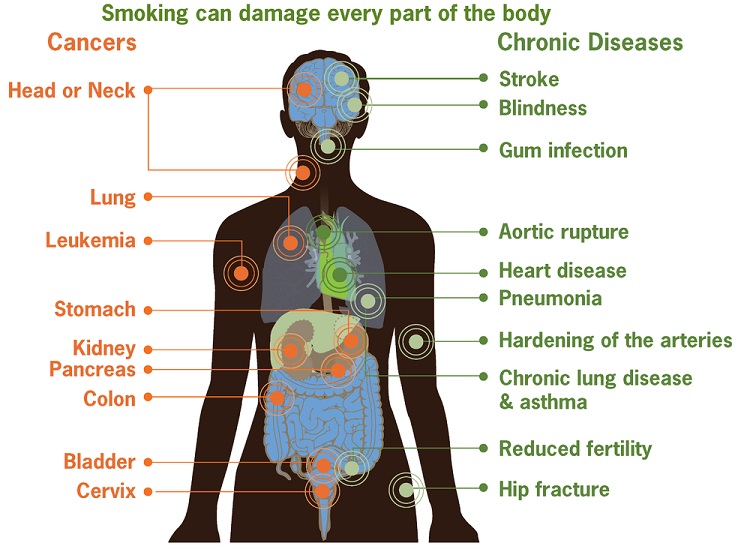 Smoking can damage every part of the body
Cancers
Head or Neck
Lung
Leukemia
Stomach
Kidney
Pancreas
Colon
Bladder
Cervix
Chronic Diseases
Stroke
Blindness
Gum infection
Aortic rupture
Heart disease
Pneumonia
Hardening of the arteries
Chronic lung disease
& asthma
Reduced fertility
Hip fracture